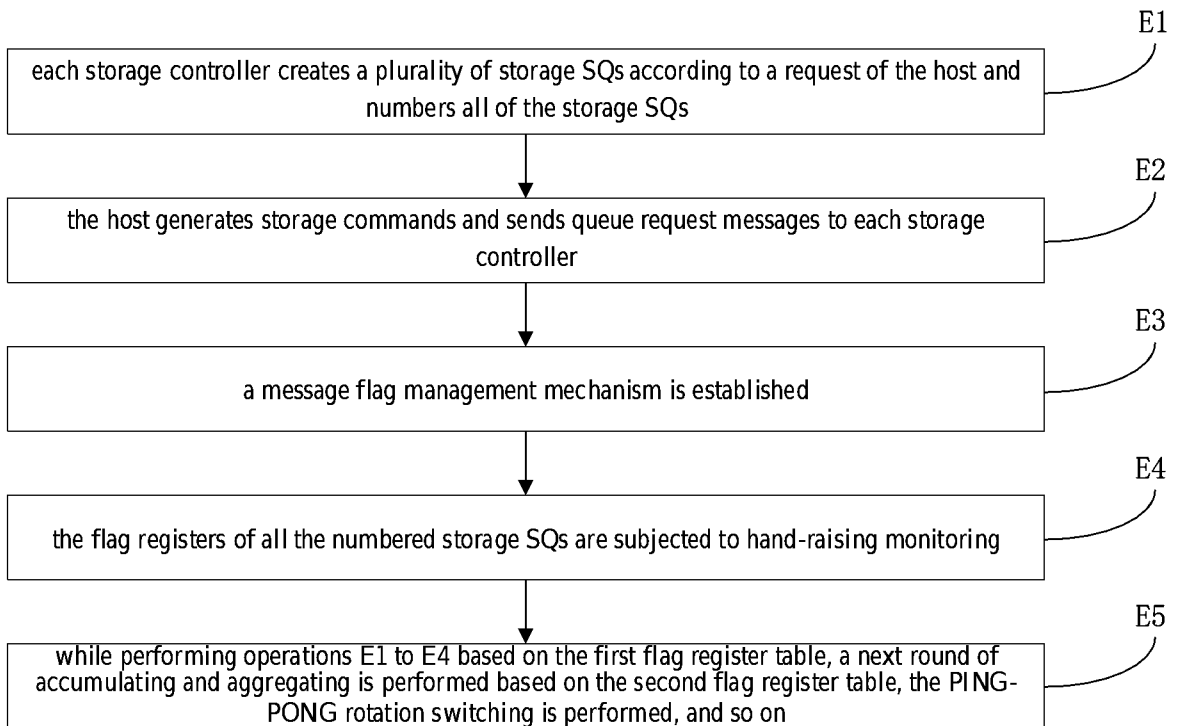 E1
each storage controller creates a plurality of storage SQs according to a request of the host and
numbers all of the storage SQs
E2
the host generates storage commands and sends queue request messages to each storage
controller
E3
a message flag management mechanism is established
E4
the flag registers of all the numbered storage SQs are subjected to hand-raising monitoring
E5
while performing operations E1 to E4 based on the first flag register table, a next round of
accumulating and aggregating is performed based on the second flag register table, the PING-
PONG rotation switching is performed, and so on